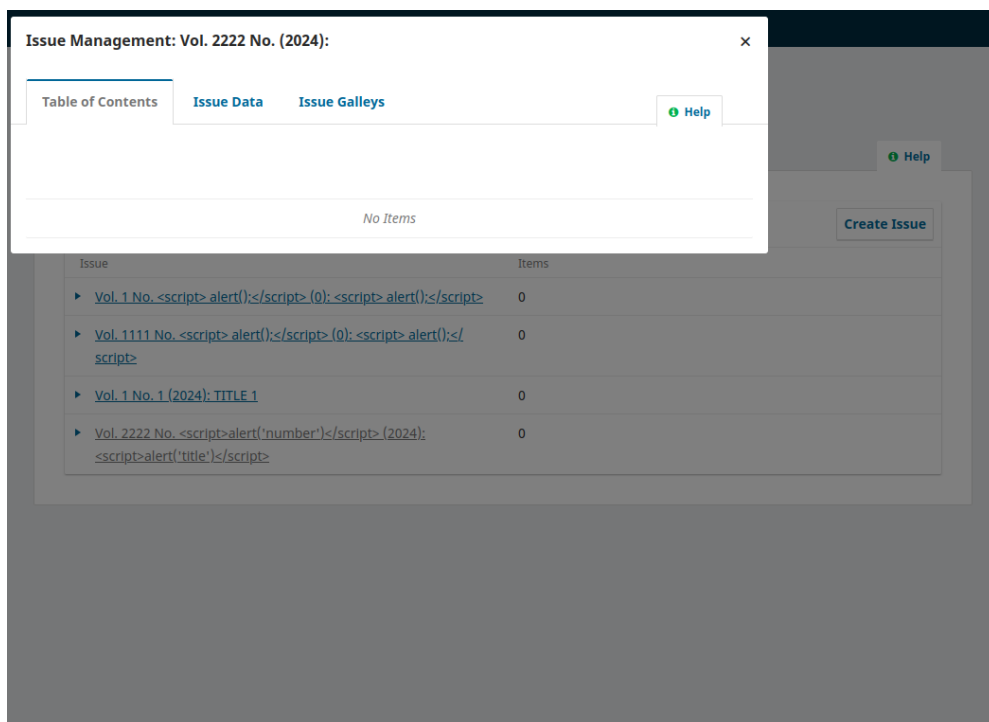 Issue Management: Vol. 2222 No. (2024):
×
Table of Contents
Issue Data
Issue Galleys
Help
No Items
Help
Create Issue
Issue Items
Vol. 1 No. <script> alert();</script> (0): <script> alert();</script> 0
Vol. 1111 No. <script> alert();</script> (0): <script> alert();</ 0
script>
Vol. 1 No. 1 (2024): TITLE 1 0
Vol. 2222 No. <script>alert('number')</script> (2024): 0
<script>alert('title')</script>